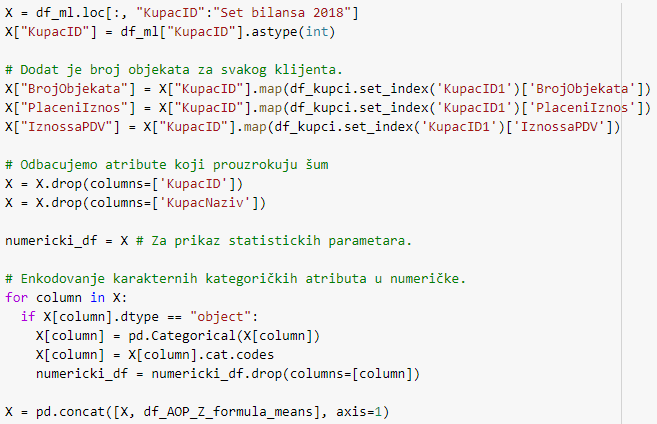 X = df_ml.loc[:, "KupacID":"Set bilansa 2018"]
X["KupacID"] = df_ml["KupacID"].astype(int)

# Dodat je broj objekata za svakog klijenta.
X["BrojObjekata"] = X["KupacID"].map(df_kupci.set_index('KupacID1')['BrojObjekata'])
X["PlaceniIznos"] = X["KupacID"].map(df_kupci.set_index('KupacID1')['PlaceniIznos'])
X["IznossaPDV"] = X["KupacID"].map(df_kupci.set_index('KupacID1')['IznossaPDV'])

# Odbacujemo atribute koji prouzrokuju šum
X = X.drop(columns=['KupacID'])
X = X.drop(columns=['KupacNaziv'])

numericki_df = X # Za prikaz statistickih parametara.

# Enkodovanje karakternih kategoričkih atributa u numeričke.
for column in X:
  if X[column].dtype == "object":
    X[column] = pd.Categorical(X[column])
    X[column] = X[column].cat.codes
    numericki_df = numericki_df.drop(columns=[column])

X = pd.concat([X, df_AOP_Z_formula_means], axis=1)